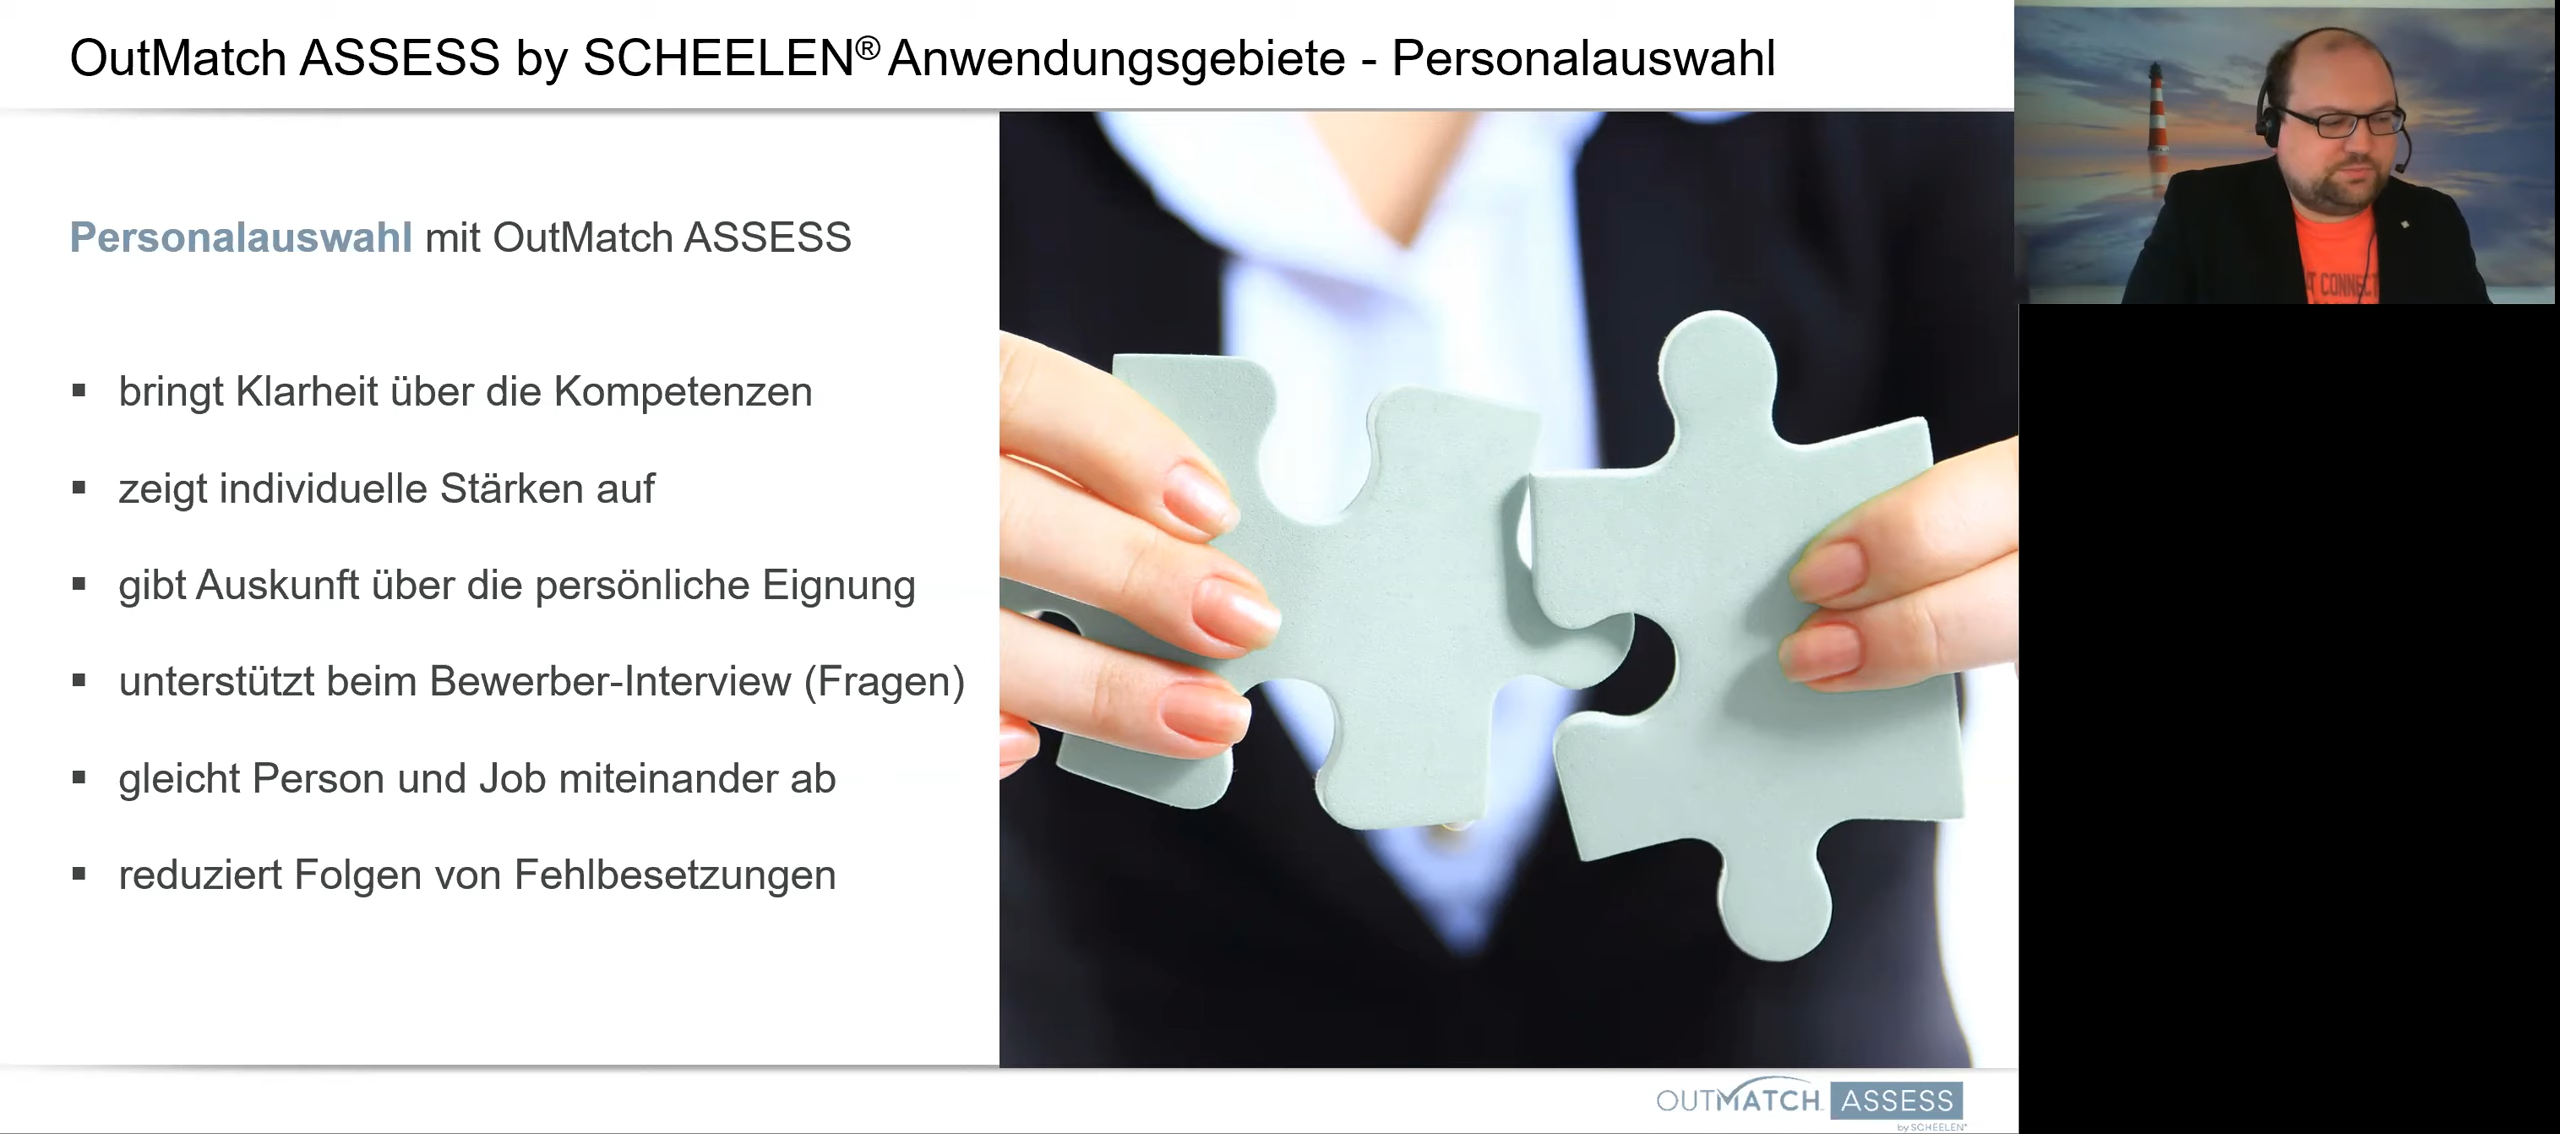 OutMatch ASSESS by SCHEELEN® Anwendungsgebiete - Personalauswahl
Personalauswahl mit OutMatch ASSESS
▪ bringt Klarheit über die Kompetenzen
▪ zeigt individuelle Stärken auf
▪ gibt Auskunft über die persönliche Eignung
▪ unterstützt beim Bewerber-Interview (Fragen)
▪ gleicht Person und Job miteinander ab
▪ reduziert Folgen von Fehlbesetzungen
CONNECT
OUTMATCH ASSESS
by SCHEELEN®